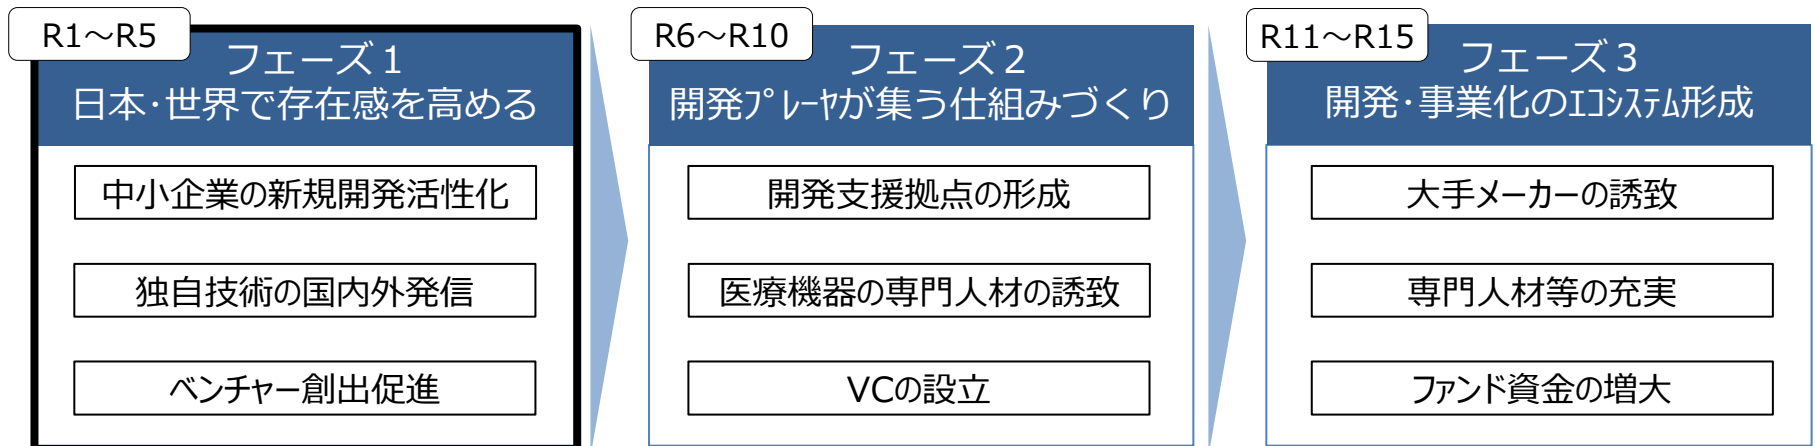 R1～R5
フェーズ１
日本･世界で存在感を高める
中小企業の新規開発活性化
独自技術の国内外発信
ベンチャー創出促進
R6～R10
フェーズ２
開発ﾌﾟﾚｰﾔが集う仕組みづくり
開発支援拠点の形成
医療機器の専門人材の誘致
VCの設立
R11～R15
フェーズ３
開発･事業化のｴｺｼｽﾃﾑ形成
大手メーカーの誘致
専門人材等の充実
ファンド資金の増大